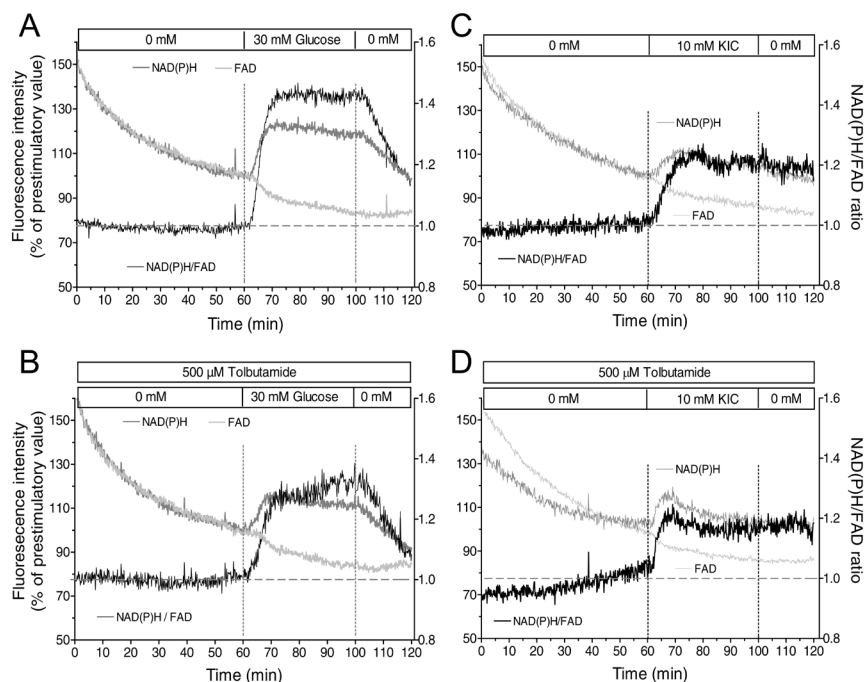 A
0 mM
30 mM Glucose
0 mM
NAD(P)H
FAD
NAD(P)H/FAD
Fluorescence intensity
(% of prestimulatory value)
150
130
110
90
70
50
1.6
1.4
1.2
1.0
0.8
0 10 20 30 40 50 60 70 80 90 100 110 120
Time (min)
C
0 mM
10 mM KIC
0 mM
NAD(P)H
FAD
NAD(P)H/FAD
150
130
110
90
70
50
1.6
1.4
1.2
1.0
0.8
NAD(P)H/FAD ratio
0 10 20 30 40 50 60 70 80 90 100 110 120
Time (min)
B
500 µM Tolbutamide
0 mM
30 mM Glucose
0 mM
NAD(P)H
FAD
NAD(P)H / FAD
Fluoresecence intensity
(% of prestimulatory value)
150
130
110
90
70
50
1.6
1.4
1.2
1.0
0.8
0 10 20 30 40 50 60 70 80 90 100 110 120
Time (min)
D
500 µM Tolbutamide
0 mM
10 mM KIC
0 mM
NAD(P)H
FAD
NAD(P)H/FAD
150
130
110
90
70
50
1.6
1.4
1.2
1.0
0.8
NAD(P)H/FAD ratio
0 10 20 30 40 50 60 70 80 90 100 110 120
Time (min)